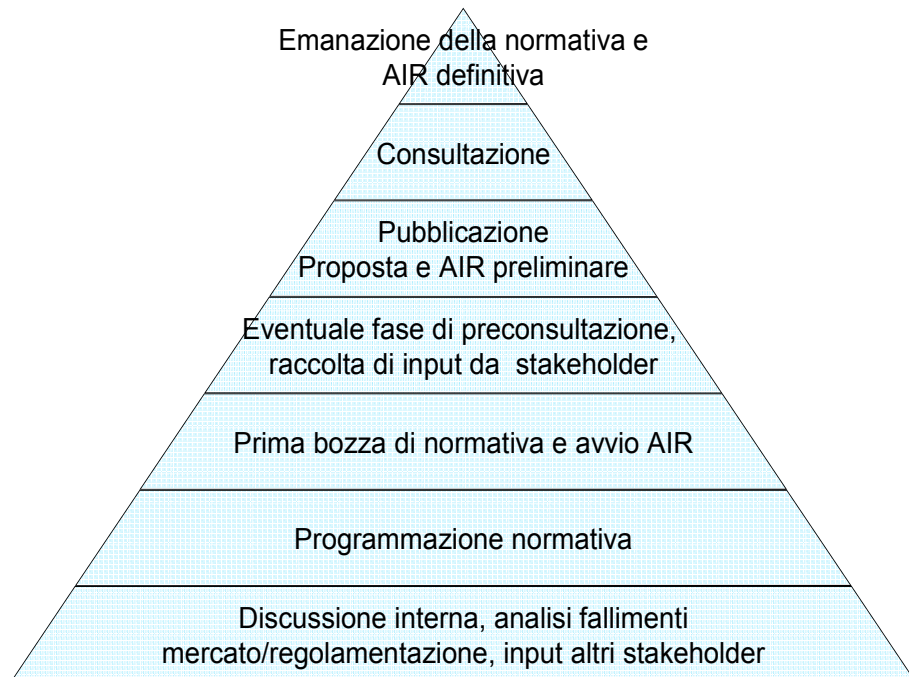 Emanazione della normativa e
AIR definitiva
Consultazione
Pubblicazione
Proposta e AIR preliminare
Eventuale fase di preconsultazione,
raccolta di input da stakeholder
Prima bozza di normativa e avvio AIR
Programmazione normativa
Discussione interna, analisi fallimenti
mercato/regolamentazione, input altri stakeholder